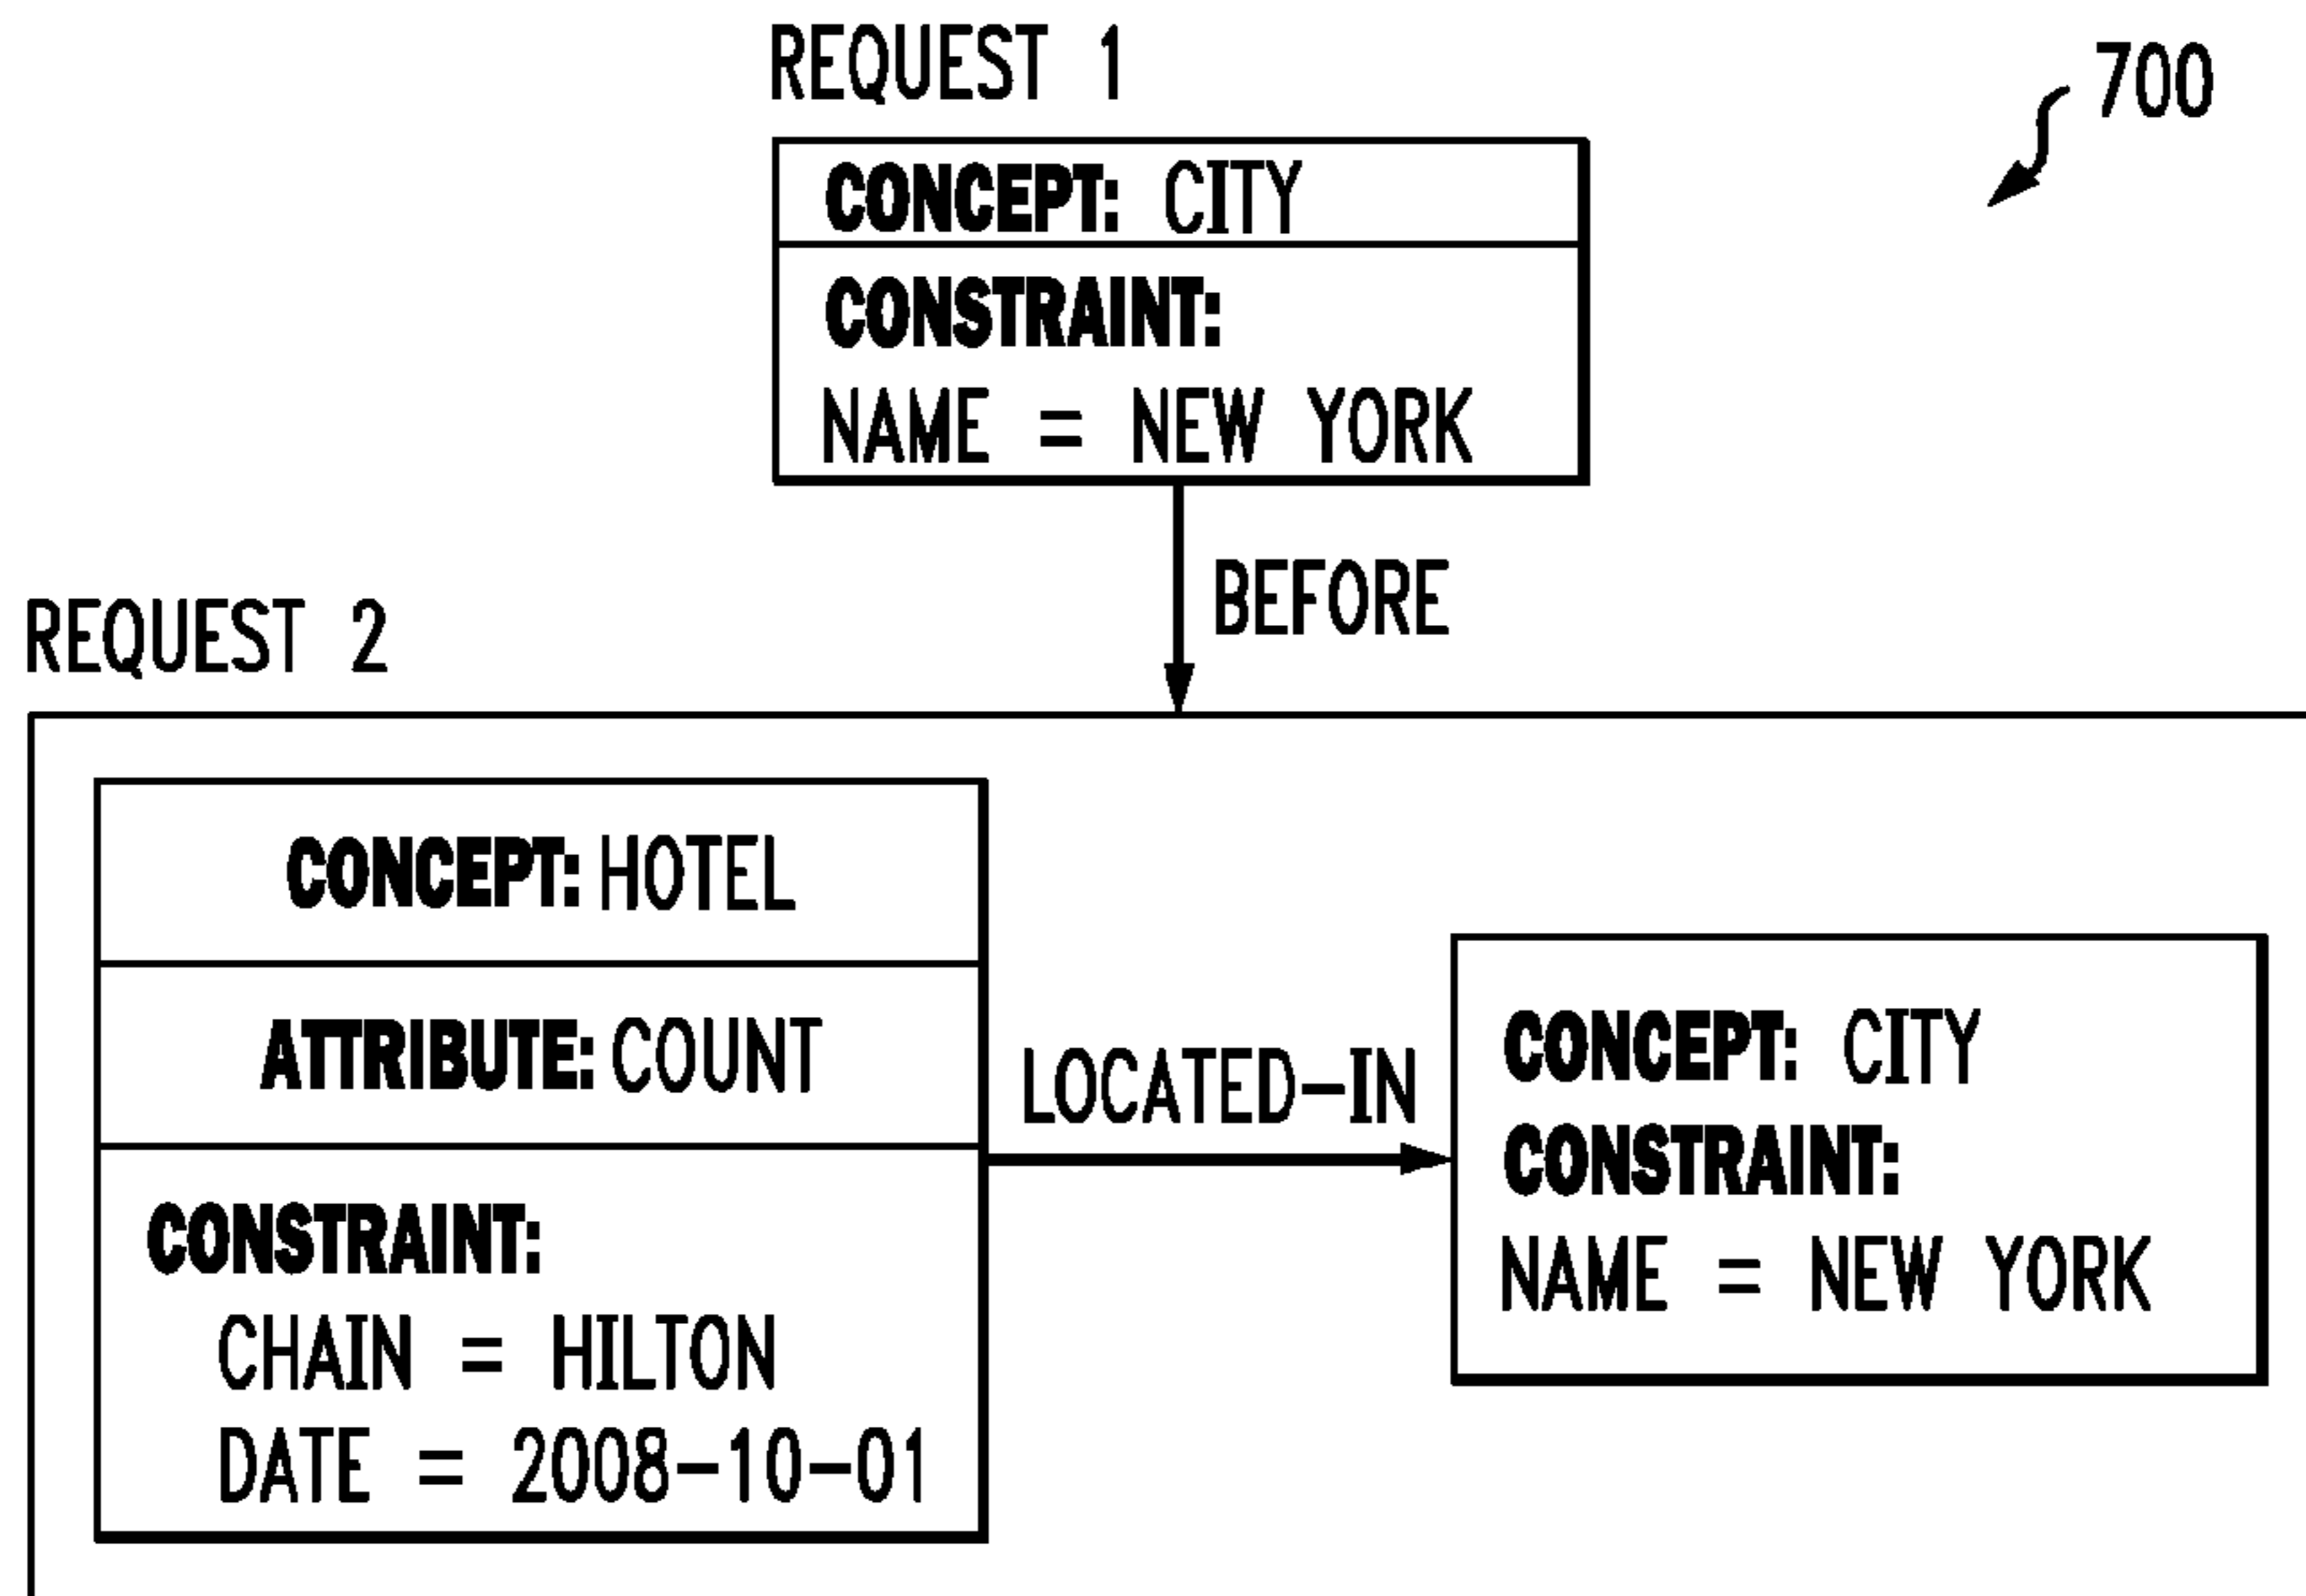 REQUEST 1
700
CONCEPT: CITY
CONSTRAINT:
NAME = NEW YORK
BEFORE
REQUEST 2
CONCEPT: HOTEL
ATTRIBUTE: COUNT
CONSTRAINT:
CHAIN = HILTON
DATE = 2008-10-01
LOCATED-IN
CONCEPT: CITY
CONSTRAINT:
NAME = NEW YORK